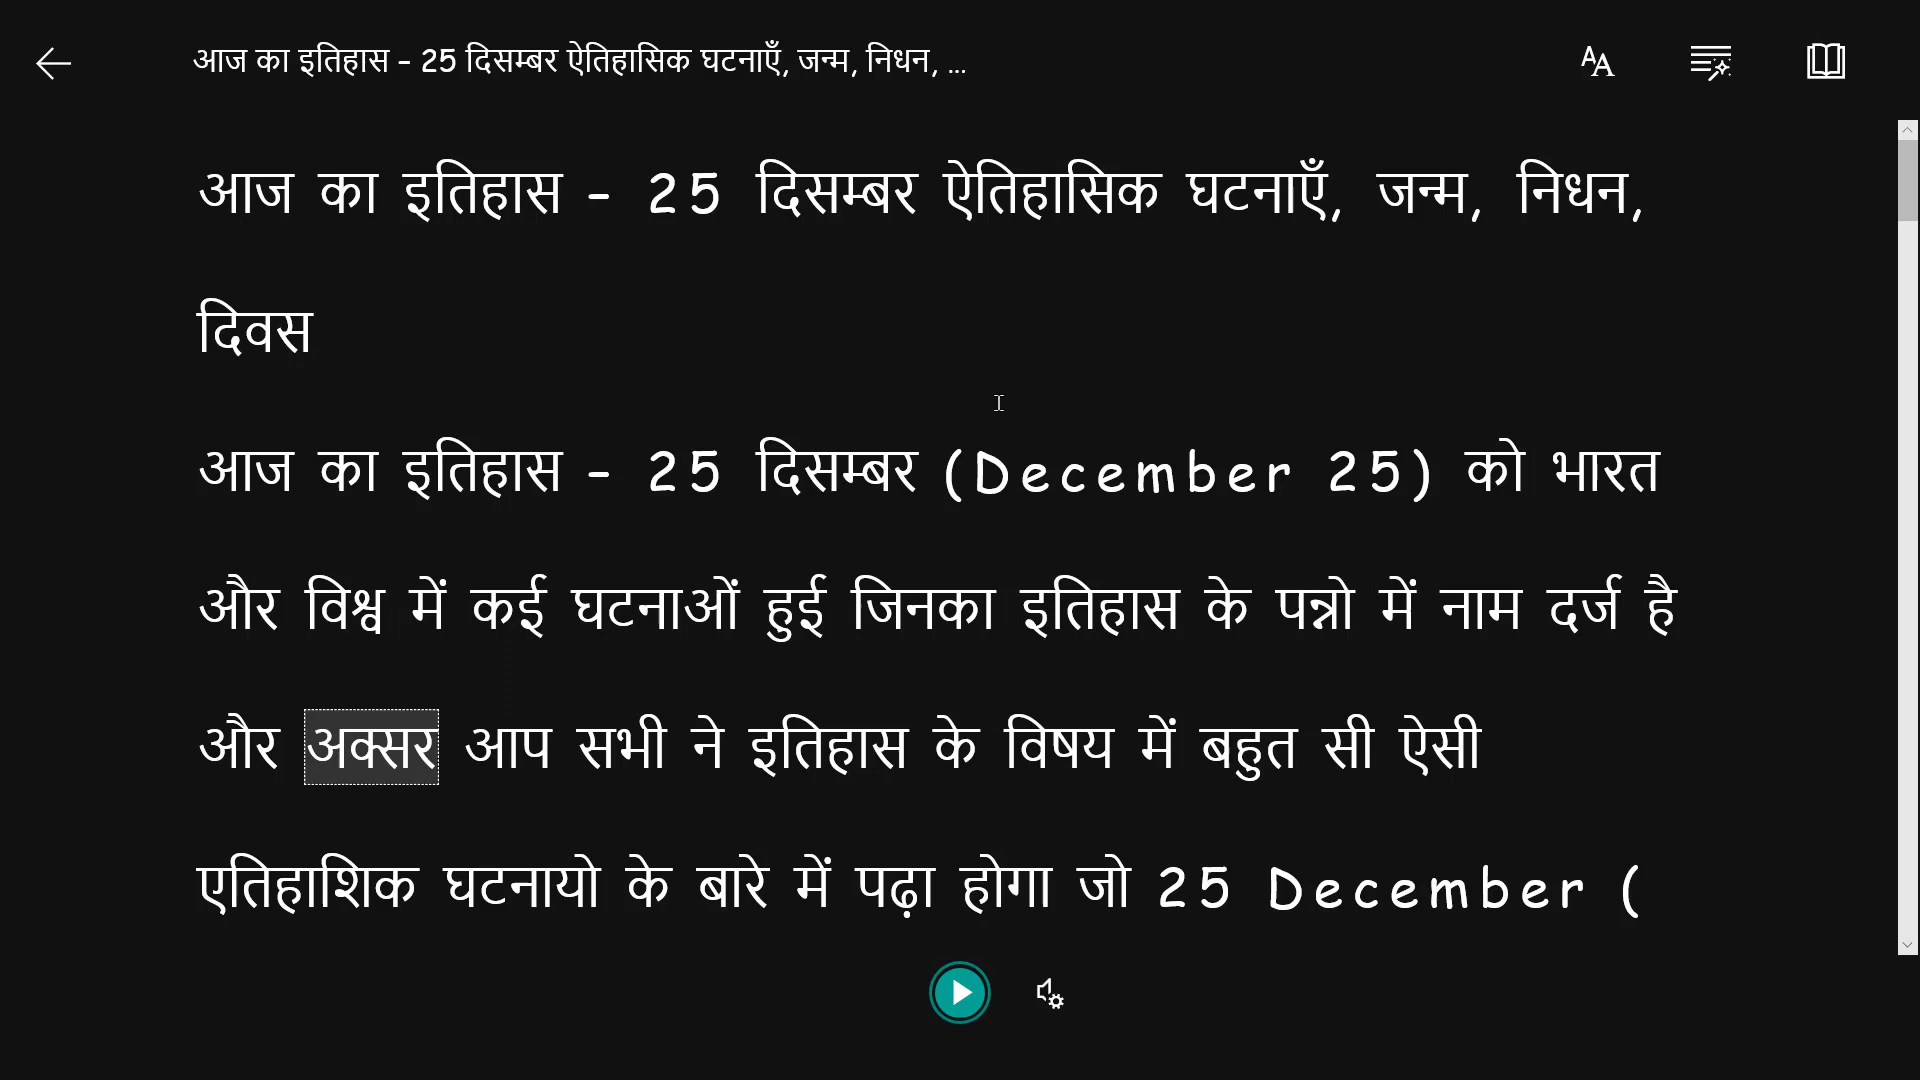 आज का इतिहास – 25 दिसम्बर ऐतिहासिक घटनाएँ, जन्म, निधन, ...
आज का इतिहास – 25 दिसम्बर ऐतिहासिक घटनाएँ, जन्म, निधन,
दिवस
आज का इतिहास – 25 दिसम्बर (December 25) को भारत
और विश्व में कई घटनाओं हुई जिनका इतिहास के पन्नो में नाम दर्ज है
और अक्सर आप सभी ने इतिहास के विषय में बहुत सी ऐसी
एतिहाशिक घटनायो के बारे में पढ़ा होगा जो 25 December (